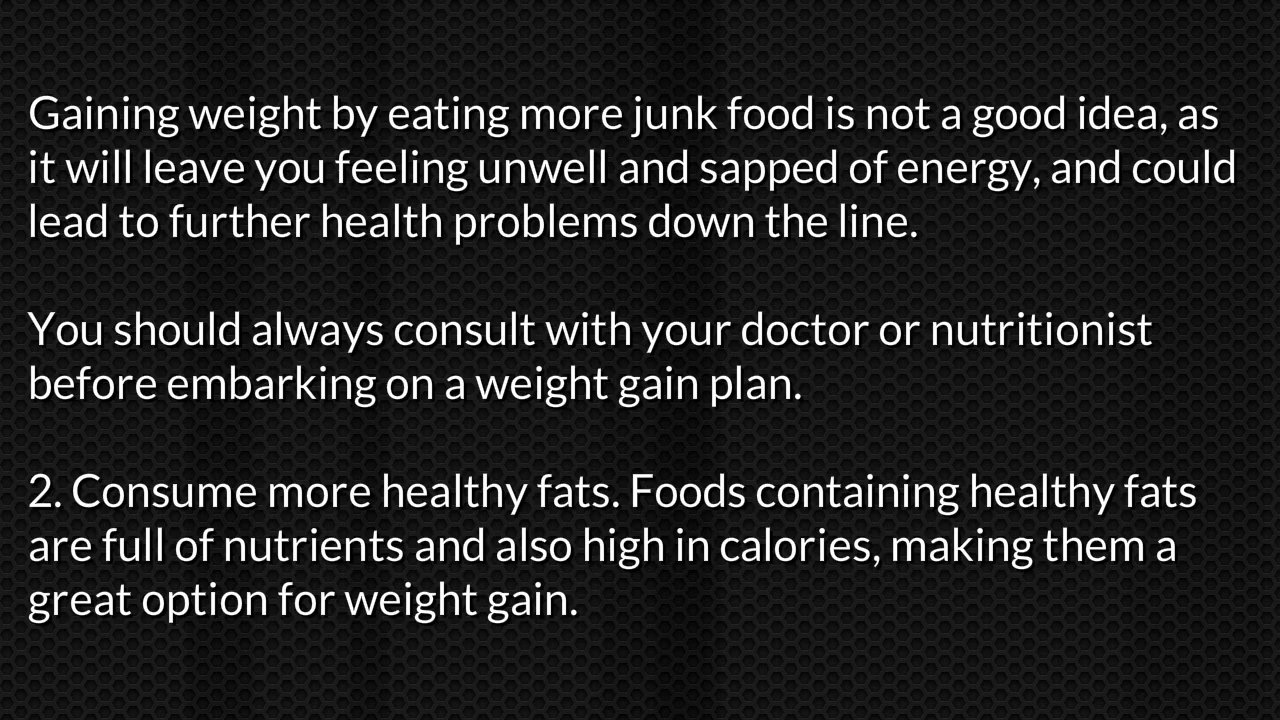 Gaining weight by eating more junk food is not a good idea, as
it will leave you feeling unwell and sapped of energy, and could
lead to further health problems down the line.
You should always consult with your doctor or nutritionist
before embarking on a weight gain plan.
2. Consume more healthy fats. Foods containing healthy fats
are full of nutrients and also high in calories, making them a
great option for weight gain.